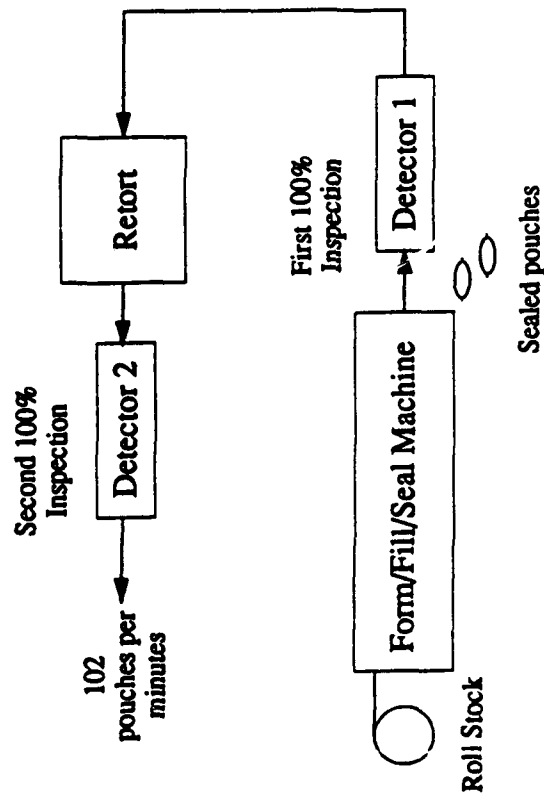 Second 100%
Inspection
102
pouches per
minutes
Detector 2
Retort
First 100%
Inspection
Roll Stock
Form/Fill/Seal Machine
Detector 1
Sealed pouches